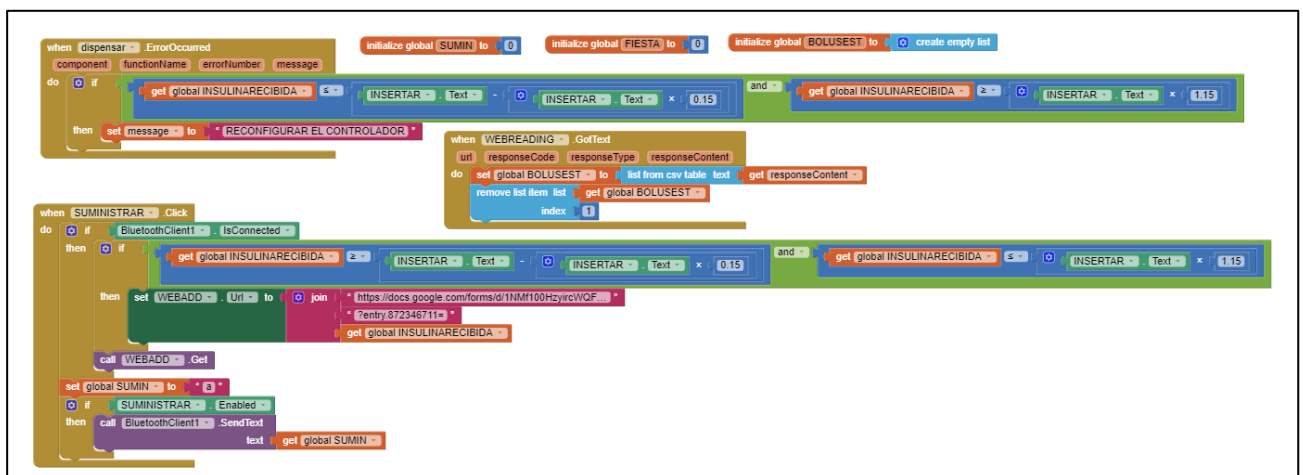 when dispensar .ErrorOccurred
component functionName errorNumber message
do if get global INSULINARECIBIDA ≤ INSERTAR . Text - INSERTAR . Text × 0.15 and get global INSULINARECIBIDA ≥ INSERTAR . Text × 1.15
then set message to " RECONFIGURAR EL CONTROLADOR "
initialize global SUMIN to 0
initialize global FIESTA to 0
initialize global BOLUSEST to create empty list
when WEBREADING .GotText
url responseCode responseType responseContent
do set global BOLUSEST to list from csv table text get responseContent
remove list item list get global BOLUSEST
index 1
when SUMINISTRAR .Click
do if BluetoothClient1 . IsConnected
then if get global INSULINARECIBIDA ≥ INSERTAR . Text - INSERTAR . Text × 0.15 and get global INSULINARECIBIDA ≤ INSERTAR . Text × 1.15
then set WEBADD . Url to join " https://docs.google.com/forms/d/1NMf100HzyircWQF... "
" ?entry.872346711= "
get global INSULINARECIBIDA
call WEBADD .Get
set global SUMIN to " a "
if SUMINISTRAR . Enabled
then call BluetoothClient1 .SendText
text get global SUMIN